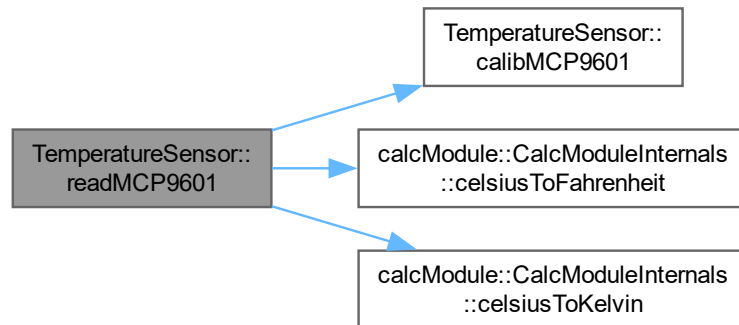 TemperatureSensor::
readMCP9601
TemperatureSensor::
calibMCP9601
calcModule::CalcModuleInternals
::celsiusToFahrenheit
calcModule::CalcModuleInternals
::celsiusToKelvin